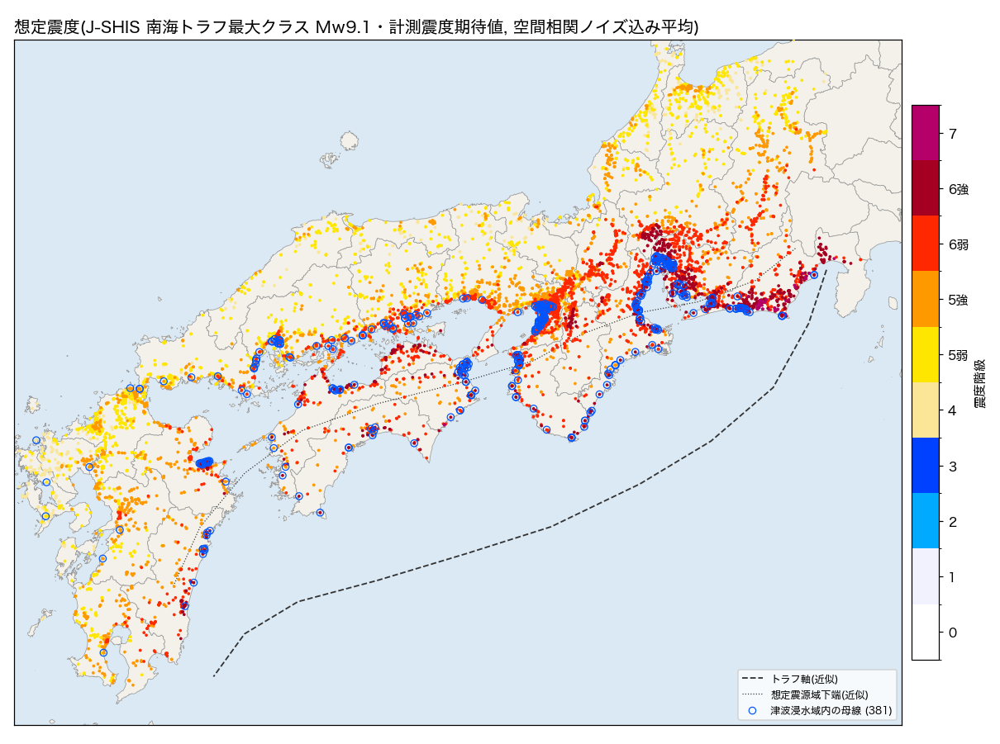 想定震度(J-SHIS 南海トラフ最大クラス Mw9.1・計測震度期待値, 空間相関ノイズ込み平均)
7
6強
6弱
5強
5弱
4
3
2
1
0
震度階級
トラフ軸(近似)
想定震源域下端(近似)
津波浸水域内の母線 (381)